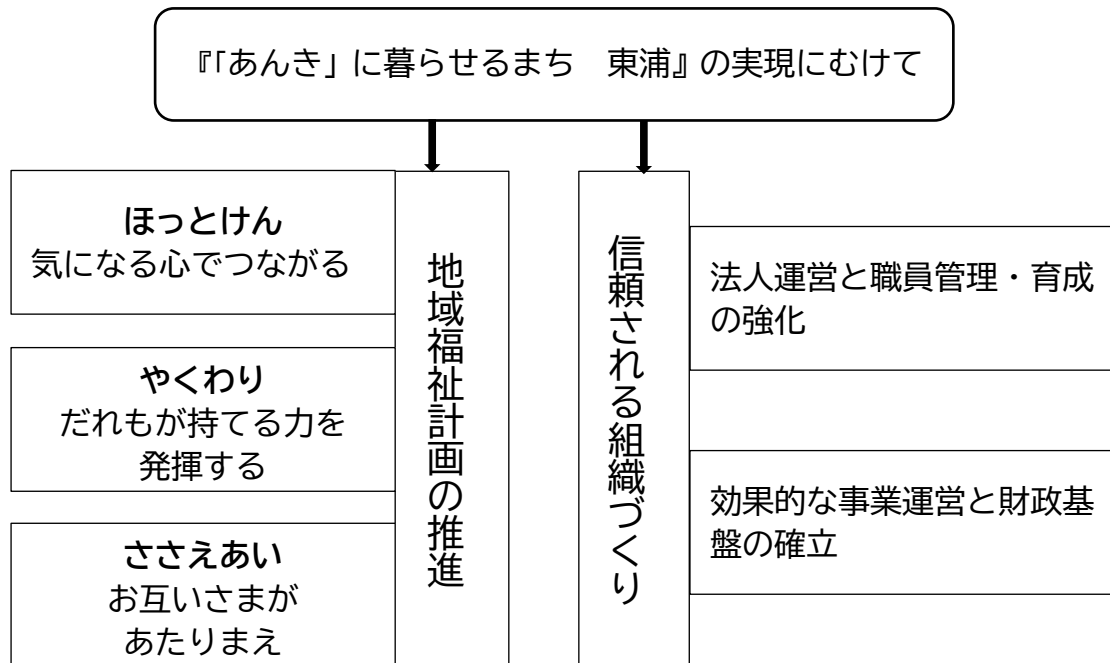 『「あんき」に暮らせるまち　東浦』の実現にむけて
ほっとけん
気になる心でつながる
やくわり
だれもが持てる力を
発揮する
ささえあい
お互いさまが
あたりまえ
地域福祉計画の推進
信頼される組織づくり
法人運営と職員管理・育成
の強化
効果的な事業運営と財政基
盤の確立